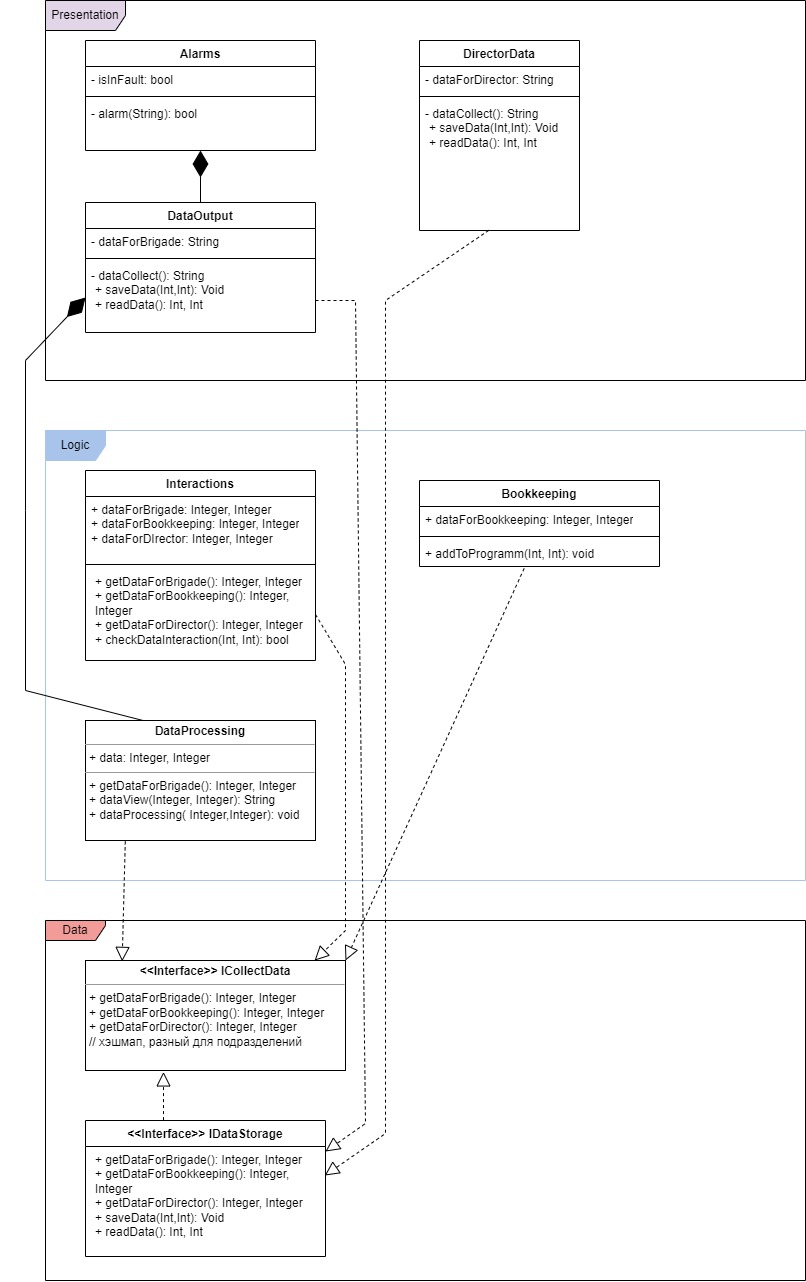 Presentation
Alarms
- isInFault: bool
- alarm(String): bool
DirectorData
- dataForDirector: String
- dataCollect(): String
+ saveData(Int,Int): Void
+ readData(): Int, Int
DataOutput
- dataForBrigade: String
- dataCollect(): String
+ saveData(Int,Int): Void
+ readData(): Int, Int
Logic
Interactions
+ dataForBrigade: Integer, Integer
+ dataForBookkeeping: Integer, Integer
+ dataForDIrector: Integer, Integer
+ getDataForBrigade(): Integer, Integer
+ getDataForBookkeeping(): Integer,
Integer
+ getDataForDirector(): Integer, Integer
+ checkDataInteraction(Int, Int): bool
Bookkeeping
+ dataForBookkeeping: Integer, Integer
+ addToProgramm(Int, Int): void
DataProcessing
+ data: Integer, Integer
+ getDataForBrigade(): Integer, Integer
+ dataView(Integer, Integer): String
+ dataProcessing( Integer,Integer): void
Data
<<Interface>> ICollectData
+ getDataForBrigade(): Integer, Integer
+ getDataForBookkeeping(): Integer, Integer
+ getDataForDirector(): Integer, Integer
// хэшмап, разный для подразделений
<<Interface>> IDataStorage
+ getDataForBrigade(): Integer, Integer
+ getDataForBookkeeping(): Integer,
Integer
+ getDataForDirector(): Integer, Integer
+ saveData(Int,Int): Void
+ readData(): Int, Int